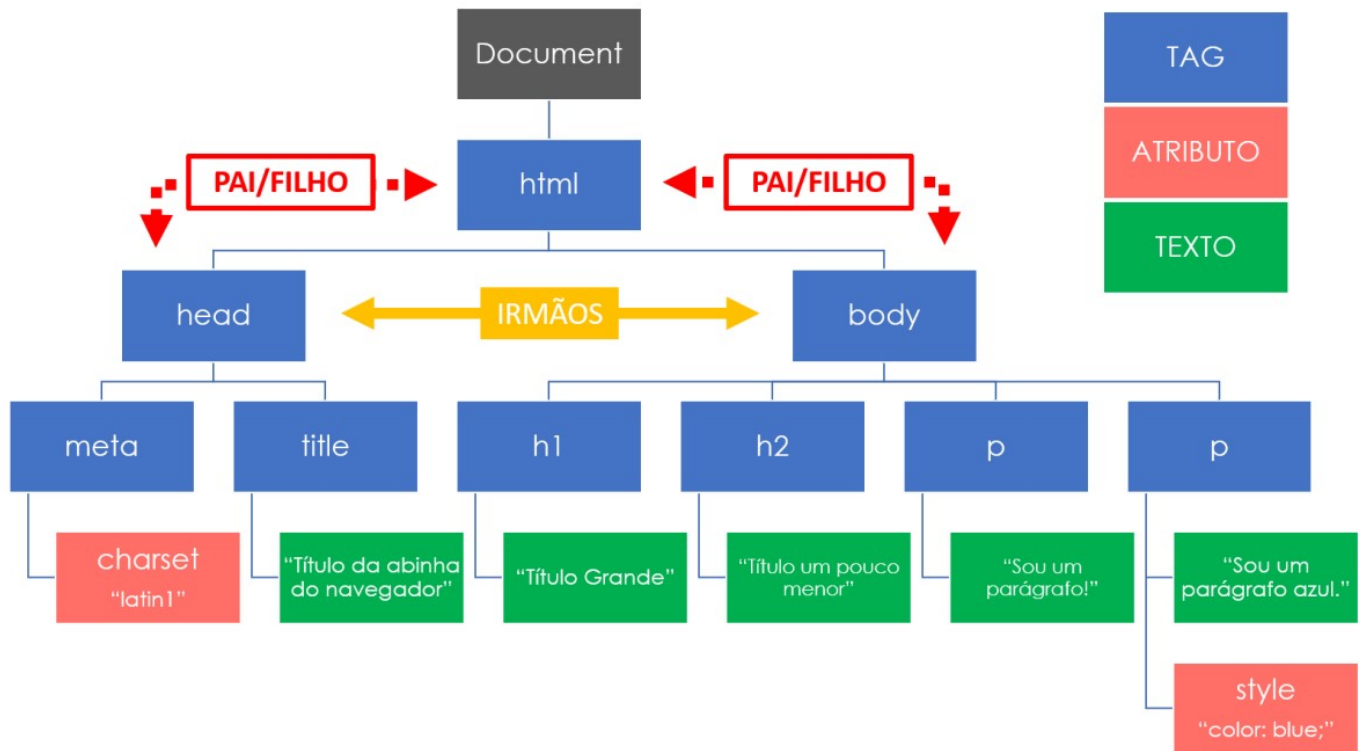 Document
TAG
ATRIBUTO
TEXTO
PAI/FILHO
html
PAI/FILHO
head
IRMÃOS
body
meta
title
h1
h2
p
p
charset
“latin1”
“Título da abinha
do navegador”
“Título Grande”
“Título um pouco
menor”
“Sou um
parágrafo!”
“Sou um
parágrafo azul.”
style
“color: blue;”